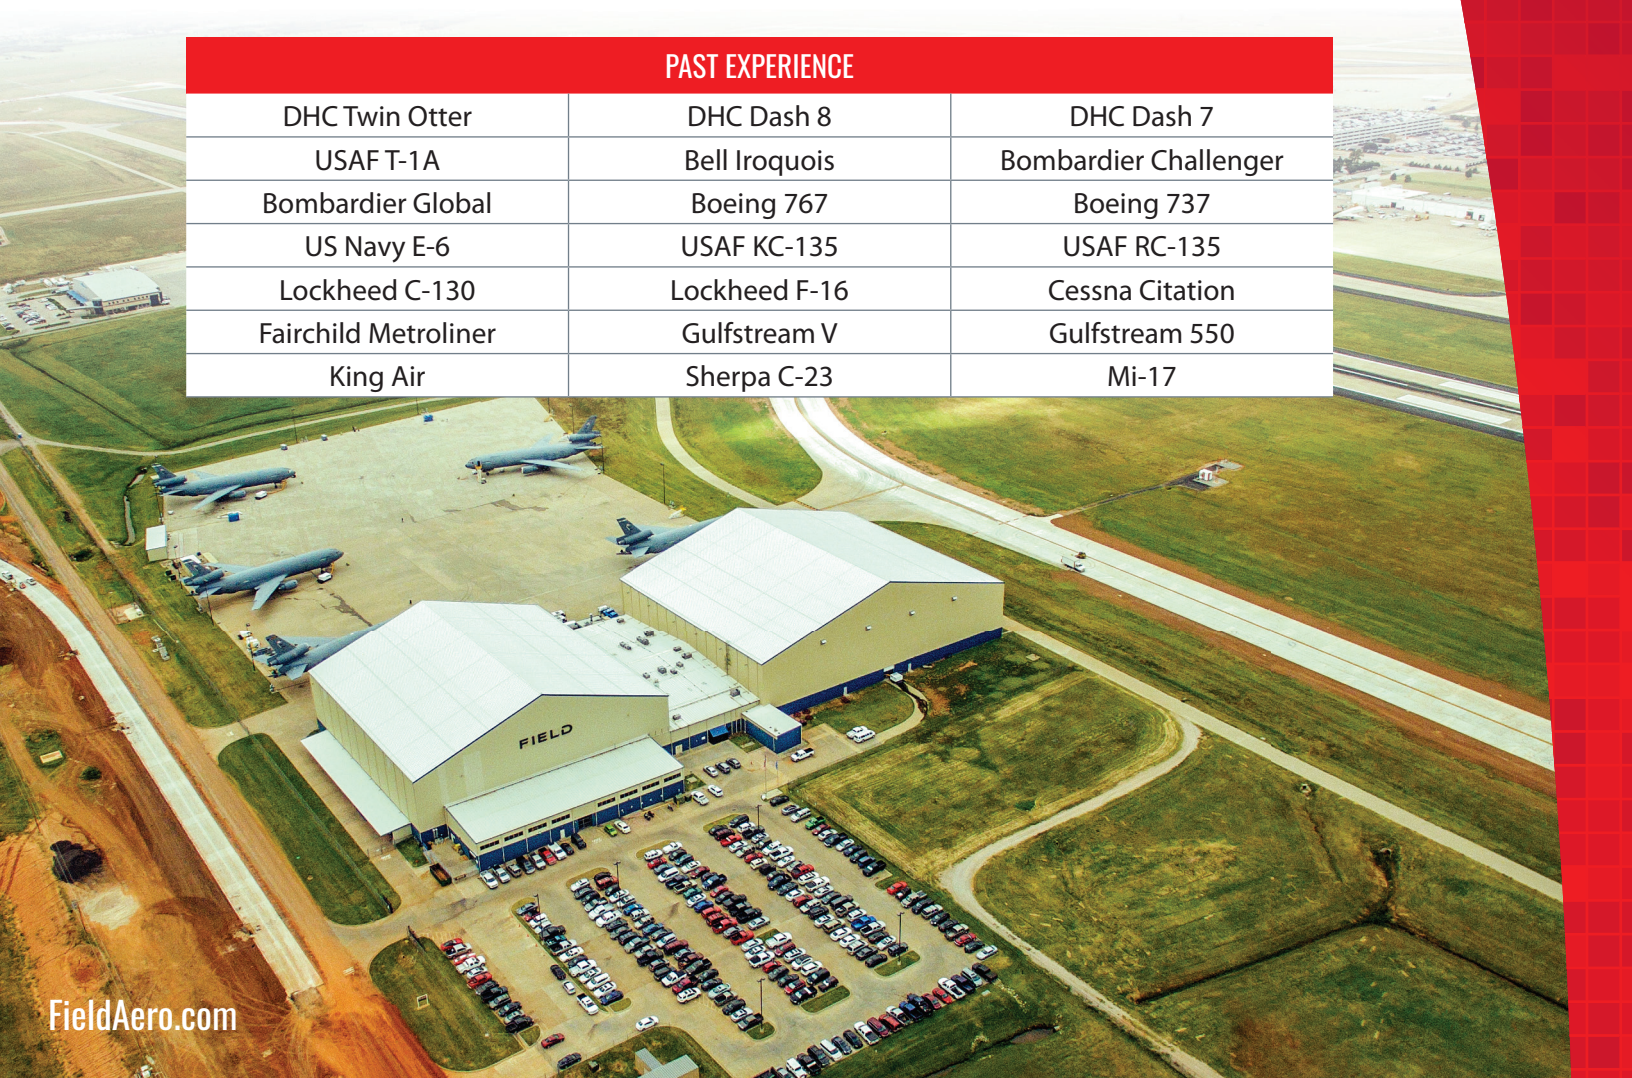 PAST EXPERIENCE
DHC Twin Otter DHC Dash 8 DHC Dash 7
USAF T-1A Bell Iroquois Bombardier Challenger
Bombardier Global Boeing 767 Boeing 737
US Navy E-6 USAF KC-135 USAF RC-135
Lockheed C-130 Lockheed F-16 Cessna Citation
Fairchild Metroliner Gulfstream V Gulfstream 550
King Air Sherpa C-23 Mi-17
FIELD
FieldAero.com